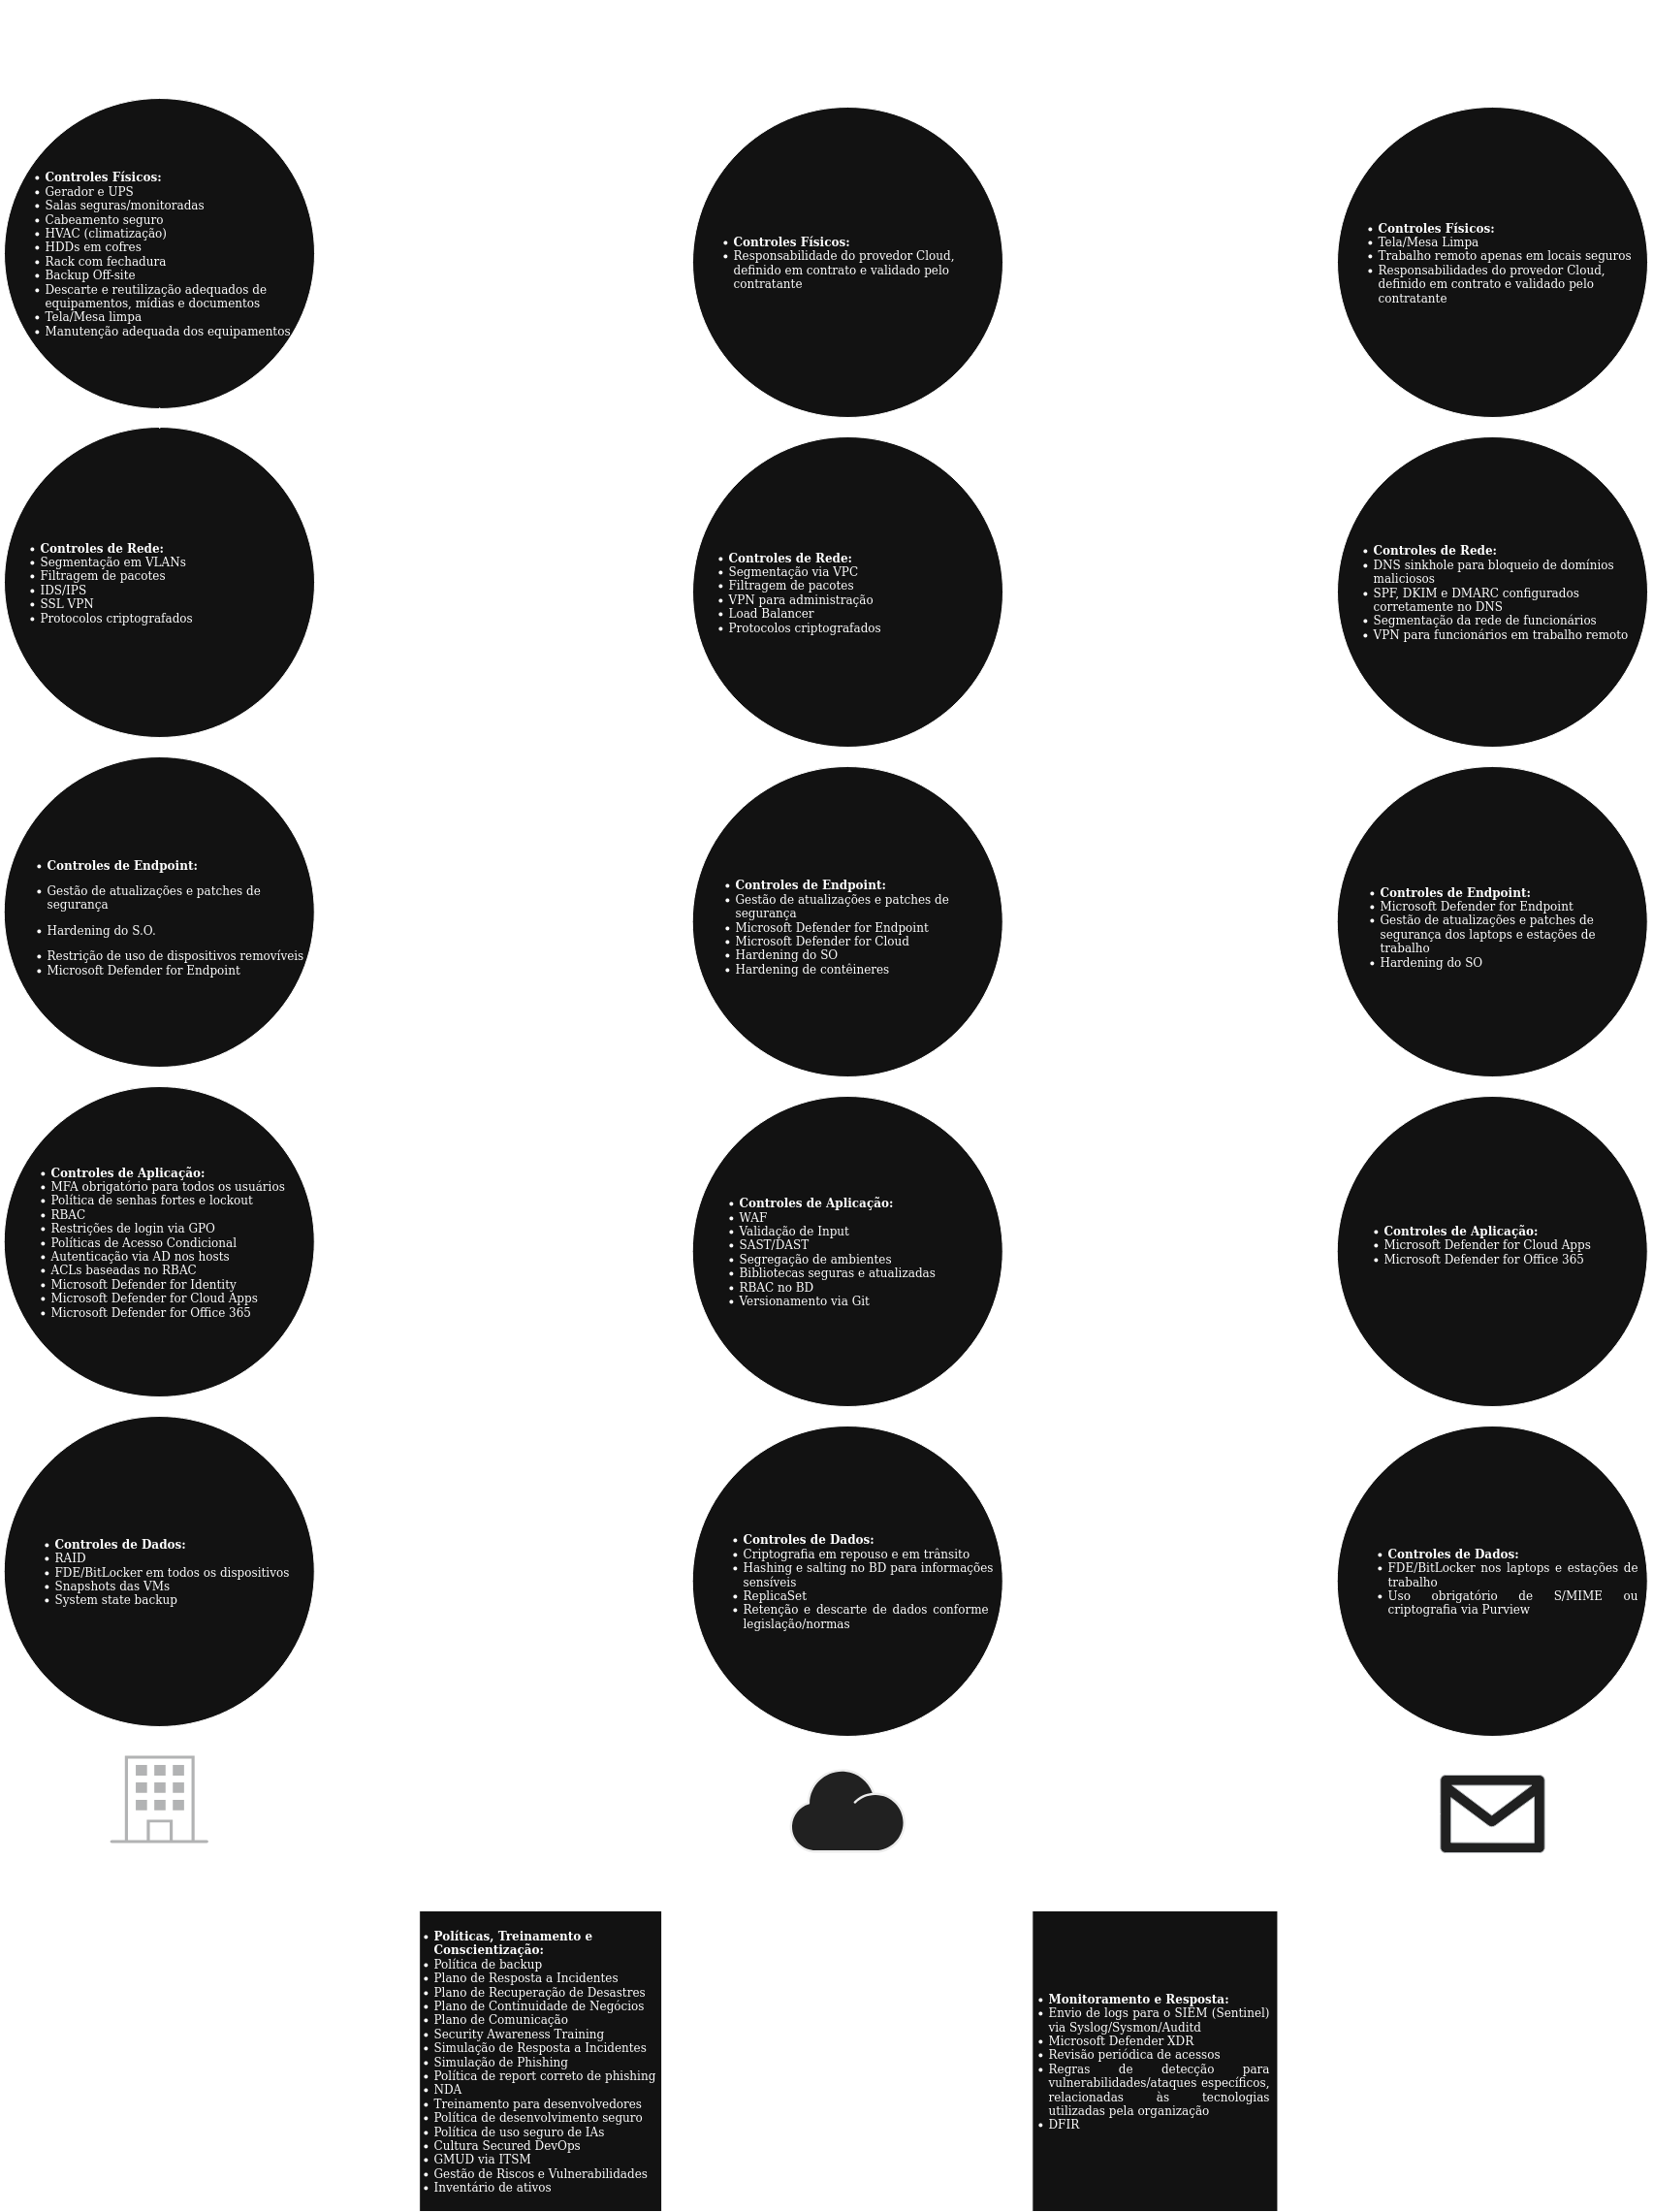 • Controles Físicos:
• Gerador e UPS
• Salas seguras/monitoradas
• Cabeamento seguro
• HVAC (climatização)
• HDDs em cofres
• Rack com fechadura
• Backup Off-site
• Descarte e reutilização adequados de
equipamentos, mídias e documentos
• Tela/Mesa limpa
• Manutenção adequada dos equipamentos
• Controles Físicos:
• Responsabilidade do provedor Cloud,
definido em contrato e validado pelo
contratante
• Controles Físicos:
• Tela/Mesa Limpa
• Trabalho remoto apenas em locais seguros
• Responsabilidades do provedor Cloud,
definido em contrato e validado pelo
contratante
• Controles de Rede:
• Segmentação em VLANs
• Filtragem de pacotes
• IDS/IPS
• SSL VPN
• Protocolos criptografados
• Controles de Rede:
• Segmentação via VPC
• Filtragem de pacotes
• VPN para administração
• Load Balancer
• Protocolos criptografados
• Controles de Rede:
• DNS sinkhole para bloqueio de domínios
maliciosos
• SPF, DKIM e DMARC configurados
corretamente no DNS
• Segmentação da rede de funcionários
• VPN para funcionários em trabalho remoto
• Controles de Endpoint:
• Gestão de atualizações e patches de
segurança
• Hardening do S.O.
• Restrição de uso de dispositivos removíveis
• Microsoft Defender for Endpoint
• Controles de Endpoint:
• Gestão de atualizações e patches de
segurança
• Microsoft Defender for Endpoint
• Microsoft Defender for Cloud
• Hardening do SO
• Hardening de contêineres
• Controles de Endpoint:
• Microsoft Defender for Endpoint
• Gestão de atualizações e patches de
segurança dos laptops e estações de
trabalho
• Hardening do SO
• Controles de Aplicação:
• MFA obrigatório para todos os usuários
• Política de senhas fortes e lockout
• RBAC
• Restrições de login via GPO
• Políticas de Acesso Condicional
• Autenticação via AD nos hosts
• ACLs baseadas no RBAC
• Microsoft Defender for Identity
• Microsoft Defender for Cloud Apps
• Microsoft Defender for Office 365
• Controles de Aplicação:
• WAF
• Validação de Input
• SAST/DAST
• Segregação de ambientes
• Bibliotecas seguras e atualizadas
• RBAC no BD
• Versionamento via Git
• Controles de Aplicação:
• Microsoft Defender for Cloud Apps
• Microsoft Defender for Office 365
• Controles de Dados:
• RAID
• FDE/BitLocker em todos os dispositivos
• Snapshots das VMs
• System state backup
• Controles de Dados:
• Criptografia em repouso e em trânsito
• Hashing e salting no BD para informações
sensíveis
• ReplicaSet
• Retenção e descarte de dados conforme
legislação/normas
• Controles de Dados:
• FDE/BitLocker nos laptops e estações de
trabalho
• Uso obrigatório de S/MIME ou
criptografia via Purview
• Políticas, Treinamento e
Conscientização:
• Política de backup
• Plano de Resposta a Incidentes
• Plano de Recuperação de Desastres
• Plano de Continuidade de Negócios
• Plano de Comunicação
• Security Awareness Training
• Simulação de Resposta a Incidentes
• Simulação de Phishing
• Política de report correto de phishing
• NDA
• Treinamento para desenvolvedores
• Política de desenvolvimento seguro
• Política de uso seguro de IAs
• Cultura Secured DevOps
• GMUD via ITSM
• Gestão de Riscos e Vulnerabilidades
• Inventário de ativos
• Monitoramento e Resposta:
• Envio de logs para o SIEM (Sentinel)
via Syslog/Sysmon/Auditd
• Microsoft Defender XDR
• Revisão periódica de acessos
• Regras de detecção para
vulnerabilidades/ataques específicos,
relacionadas às tecnologias
utilizadas pela organização
• DFIR